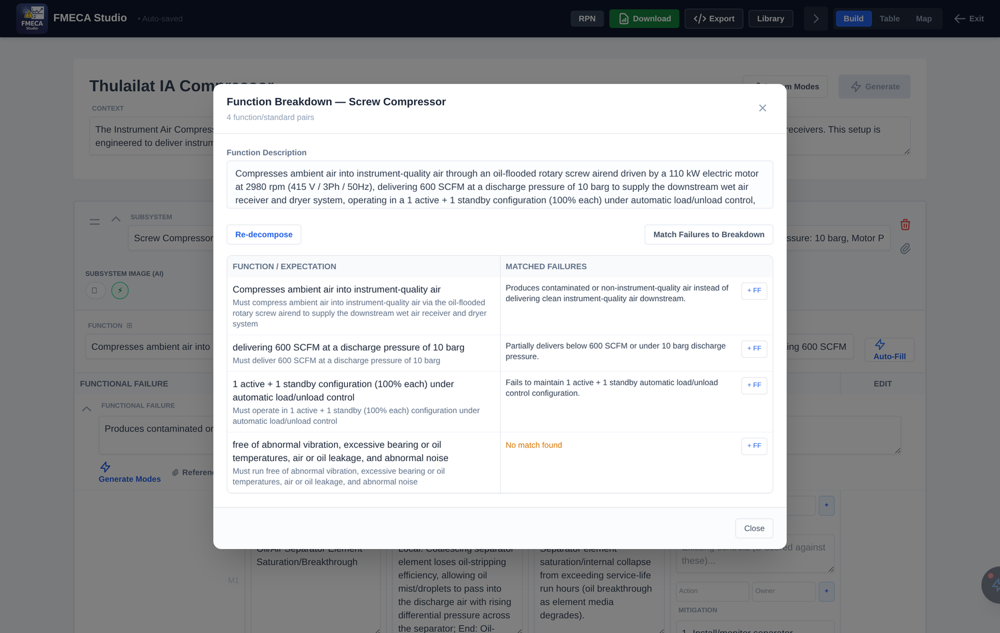 FMECA Studio
FMECA Studio
• Auto-saved
RPN
Download
Export
Library
Build
Table
Map
Exit
Thulailat IA Compressor
m Modes
Generate
CONTEXT
The Instrument Air Compress
receivers. This setup is
engineered to deliver instrum
Function Breakdown — Screw Compressor
4 function/standard pairs
Function Description
Compresses ambient air into instrument-quality air through an oil-flooded rotary screw airend driven by a 110 kW electric motor
at 2980 rpm (415 V / 3Ph / 50Hz), delivering 600 SCFM at a discharge pressure of 10 barg to supply the downstream wet air
receiver and dryer system, operating in a 1 active + 1 standby configuration (100% each) under automatic load/unload control,
Re-decompose
Match Failures to Breakdown
FUNCTION / EXPECTATION
MATCHED FAILURES
Compresses ambient air into instrument-quality air
Must compress ambient air into instrument-quality air via the oil-flooded
rotary screw airend to supply the downstream wet air receiver and dryer
system
Produces contaminated or non-instrument-quality air instead of
delivering clean instrument-quality air downstream.
+ FF
delivering 600 SCFM at a discharge pressure of 10 barg
Must deliver 600 SCFM at a discharge pressure of 10 barg
Partially delivers below 600 SCFM or under 10 barg discharge
pressure.
+ FF
1 active + 1 standby configuration (100% each) under
automatic load/unload control
Must operate in 1 active + 1 standby (100% each) configuration under
automatic load/unload control
Fails to maintain 1 active + 1 standby automatic load/unload
control configuration.
+ FF
free of abnormal vibration, excessive bearing or oil
temperatures, air or oil leakage, and abnormal noise
Must run free of abnormal vibration, excessive bearing or oil
temperatures, air or oil leakage, and abnormal noise
No match found
+ FF
Close
SUBSYSTEM
Screw Compressor
ssure: 10 barg, Motor P
SUBSYSTEM IMAGE (AI)
FUNCTION
Compresses ambient air into
ing 600 SCFM
Auto-Fill
FUNCTIONAL FAILURE
EDIT
FUNCTIONAL FAILURE
Produces contaminated or
Generate Modes
Referen
M1
Oil/Air Separator Element
Saturation/Breakthrough
Local: Coalescing separator
element loses oil-stripping
efficiency, allowing oil
mist/droplets to pass into
the discharge air with rising
differential pressure across
the separator; End: Oil-
Separator element
saturation/internal collapse
from exceeding service-life
run hours (oil breakthrough
as element media
degrades).
+
Existing controls (D scored against
these)...
Action
Owner
+
MITIGATION
1. Install/monitor separator